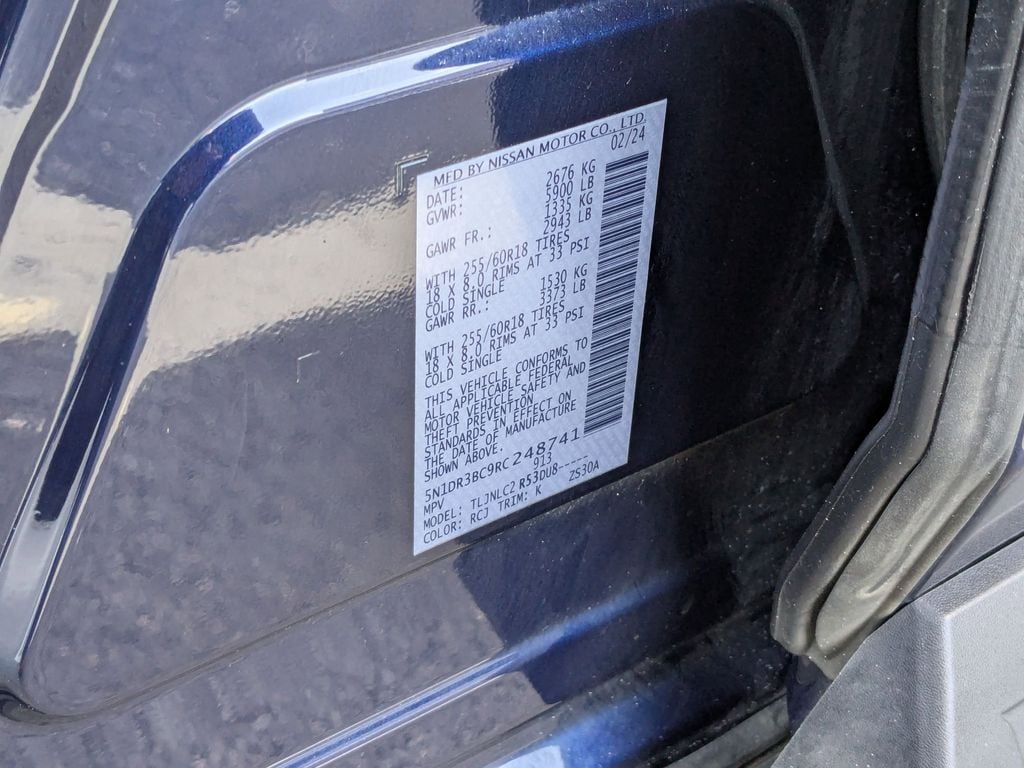 MFD BY NISSAN MOTOR CO., LTD.
DATE: 02/24
GVWR: 2676 KG
5900 LB
GAWR FR.: 1335 KG
2943 LB
WITH 255/60R18 TIRES
18 X 8.0 RIMS AT 33 PSI
COLD SINGLE
GAWR RR.: 1530 KG
3373 LB
WITH 255/60R18 TIRES
18 X 8.0 RIMS AT 33 PSI
COLD SINGLE
THIS VEHICLE CONFORMS TO
ALL APPLICABLE FEDERAL
MOTOR VEHICLE SAFETY AND
THEFT PREVENTION
STANDARDS IN EFFECT ON
THE DATE OF MANUFACTURE
SHOWN ABOVE.
5N1DR3BC9RC248741
MPV 913
MODEL: TLJNLC2 R53DU8-----
COLOR: RCJ TRIM: K ZS30A